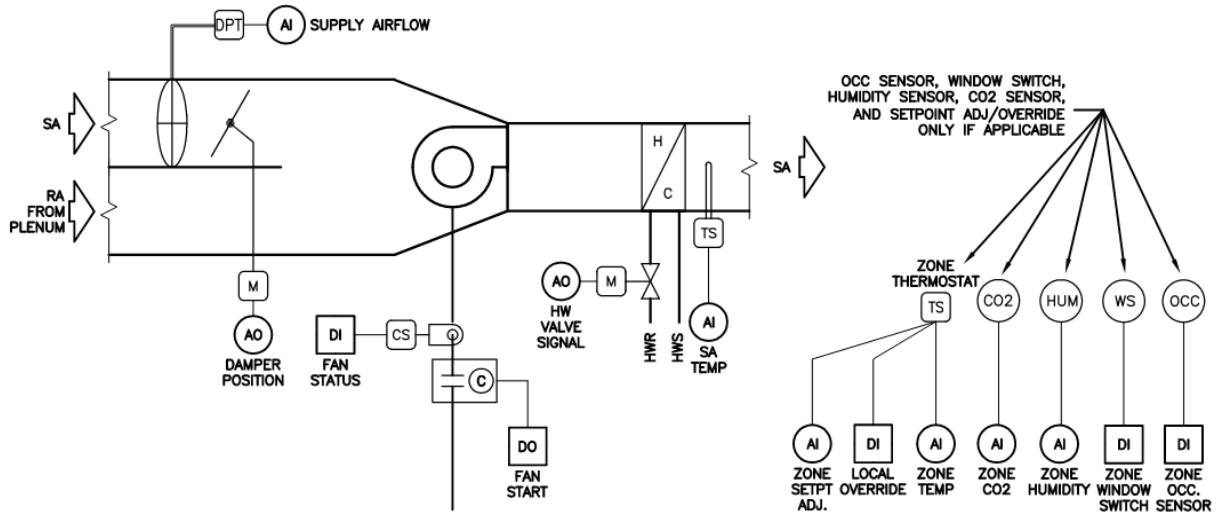 DPT
AI
SUPPLY AIRFLOW
SA
RA
FROM
PLENUM
M
AO
DAMPER
POSITION
DI
FAN
STATUS
CS
C
DO
FAN
START
H
C
AO
HW
VALVE
SIGNAL
M
HWR
HWS
TS
AI
SA
TEMP
SA
OCC SENSOR, WINDOW SWITCH,
HUMIDITY SENSOR, CO2 SENSOR,
AND SETPOINT ADJ/OVERRIDE
ONLY IF APPLICABLE
ZONE
THERMOSTAT
TS
CO2
HUM
WS
OCC
AI
ZONE
SETPT
ADJ.
DI
LOCAL
OVERRIDE
AI
ZONE
TEMP
AI
ZONE
CO2
AI
ZONE
HUMIDITY
DI
ZONE
WINDOW
SWITCH
DI
ZONE
OCC.
SENSOR